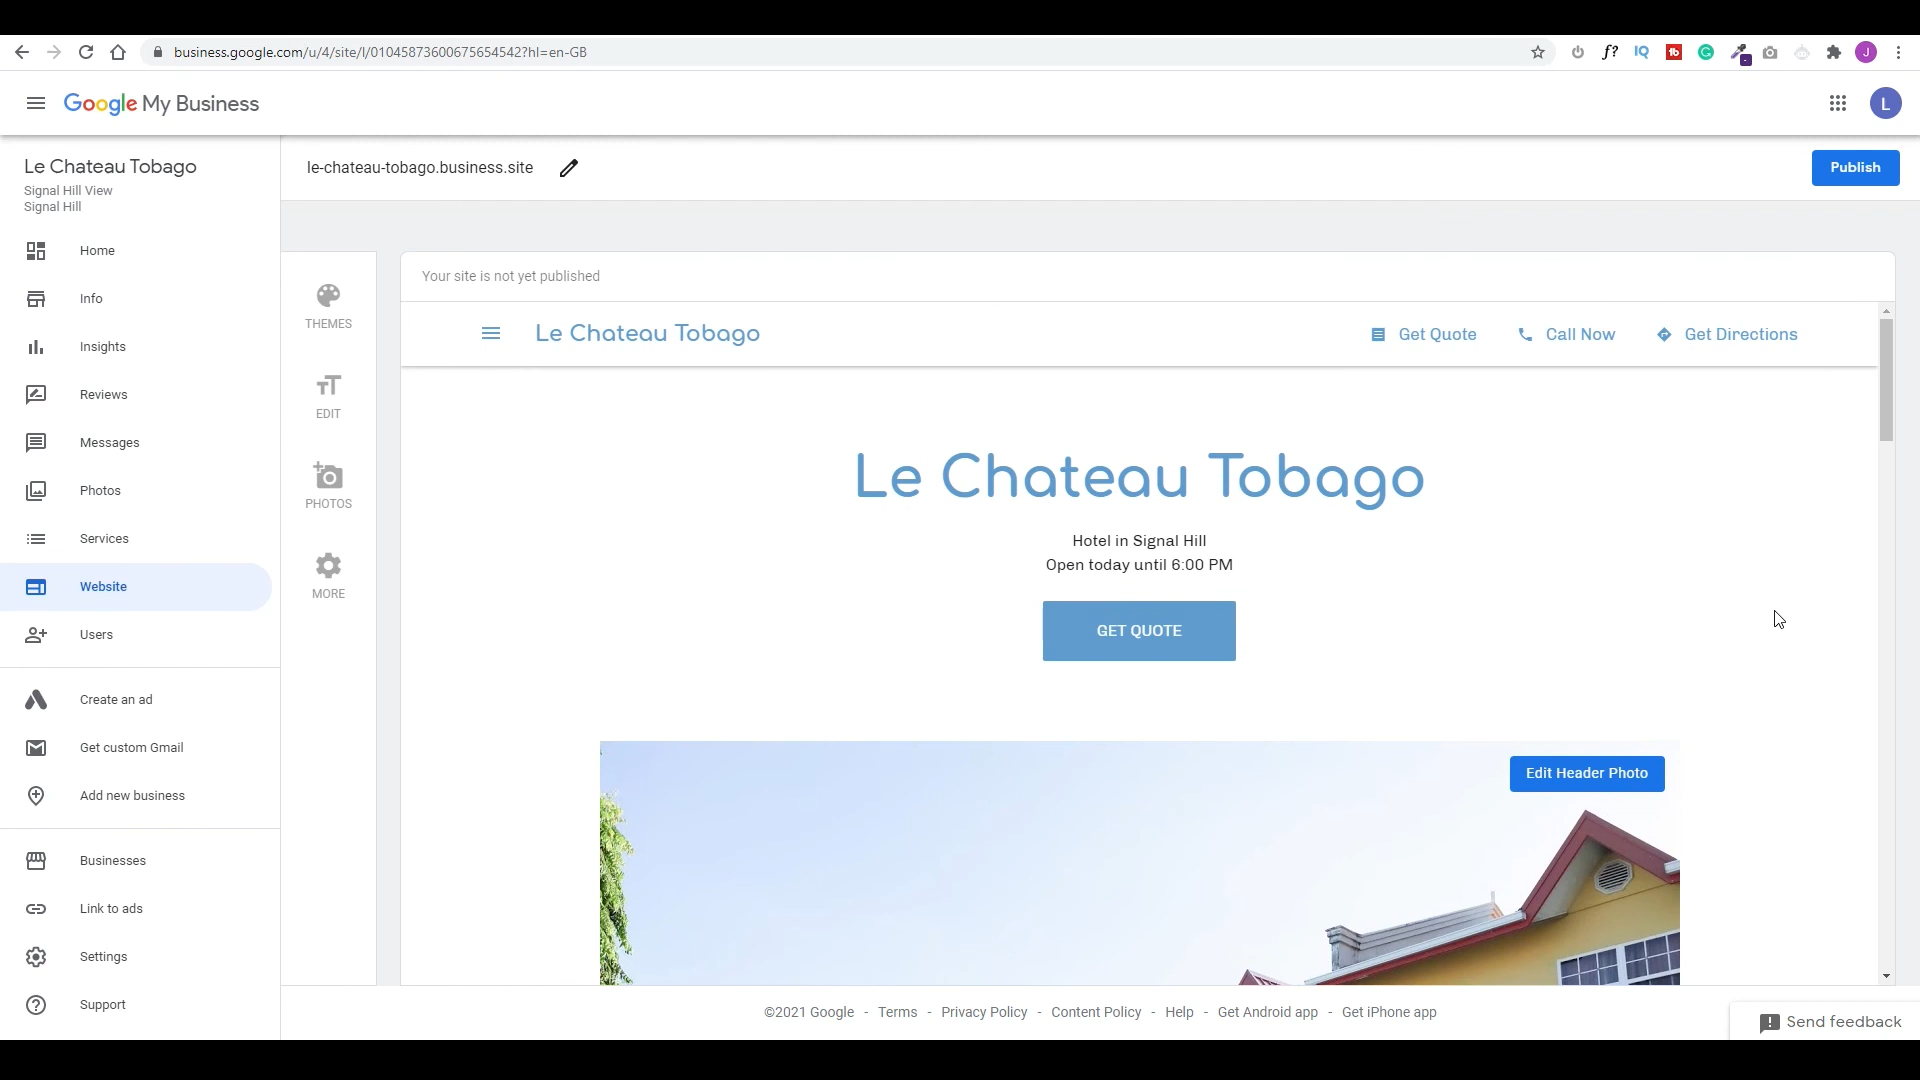 business.google.com/u/4/site/l/01045873600675654542?hl=en-GB
f?
IQ
tb
J
Google My Business
L
Le Chateau Tobago
Signal Hill View
Signal Hill
Home
Info
Insights
Reviews
Messages
Photos
Services
Website
Users
Create an ad
Get custom Gmail
Add new business
Businesses
Link to ads
Settings
Support
le-chateau-tobago.business.site
Publish
THEMES
EDIT
PHOTOS
MORE
Your site is not yet published
Le Chateau Tobago
Get Quote
Call Now
Get Directions
Le Chateau Tobago
Hotel in Signal Hill
Open today until 6:00 PM
GET QUOTE
Edit Header Photo
©2021 Google - Terms - Privacy Policy - Content Policy - Help - Get Android app - Get iPhone app
Send feedback